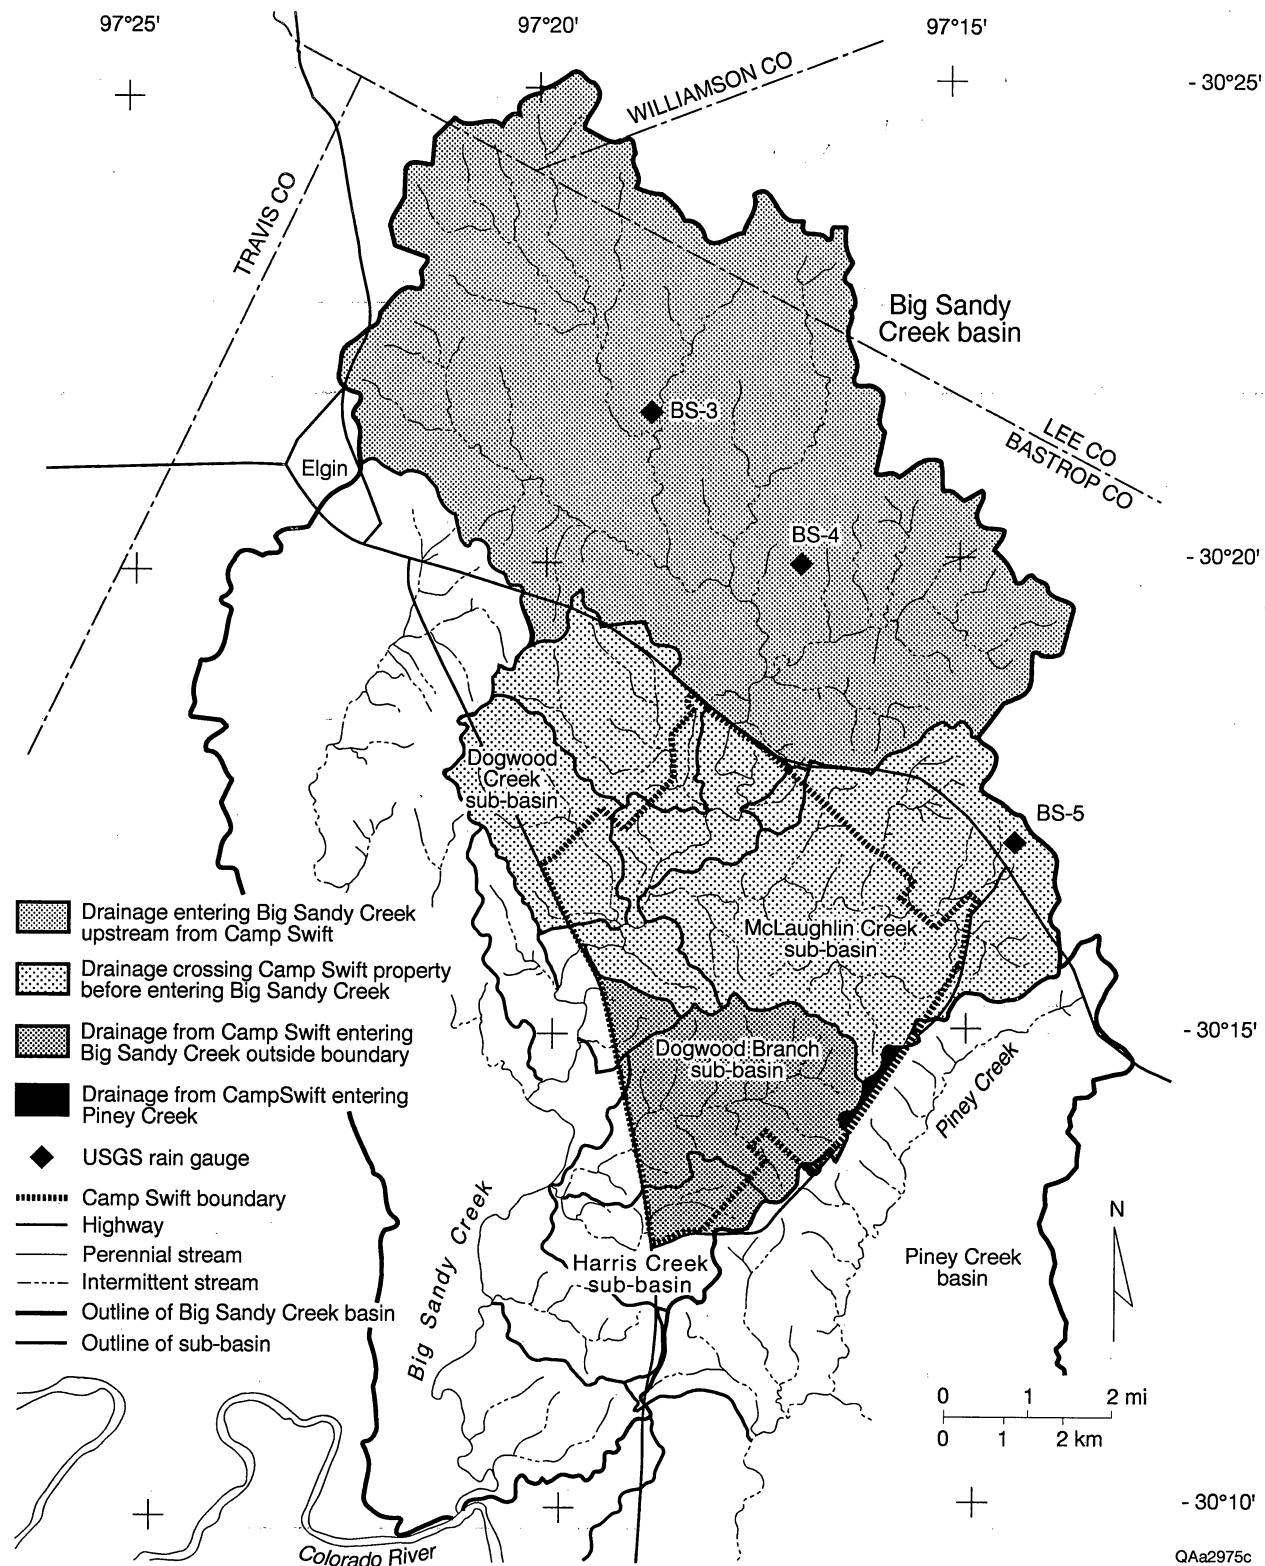 97°25'
97°20'
97°15'
- 30°25'
WILLIAMSON CO
TRAVIS CO
Big Sandy
Creek basin
BS-3
LEE CO
BASTROP CO
Elgin
BS-4
- 30°20'
Dogwood
Creek
sub-basin
BS-5
McLaughlin Creek
sub-basin
- 30°15'
Dogwood Branch
sub-basin
Piney Creek
Drainage entering Big Sandy Creek
upstream from Camp Swift
Drainage crossing Camp Swift property
before entering Big Sandy Creek
Drainage from Camp Swift entering
Big Sandy Creek outside boundary
Drainage from CampSwift entering
Piney Creek
USGS rain gauge
Camp Swift boundary
Highway
Perennial stream
Intermittent stream
Outline of Big Sandy Creek basin
Outline of sub-basin
Big Sandy Creek
Harris Creek
sub-basin
Piney Creek
basin
N
0 1 2 mi
0 1 2 km
- 30°10'
Colorado River
QAa2975c